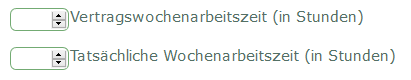 Vertragswochenarbeitszeit (in Stunden)
Tatsächliche Wochenarbeitszeit (in Stunden)